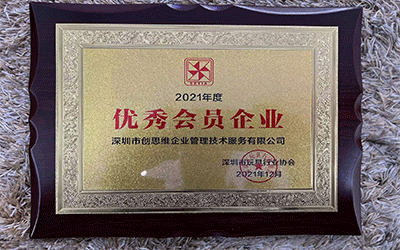 2021年度
优秀会员企业
深圳市创思维企业管理技术服务有限公司
深圳市玩具行业协会
2021年12月